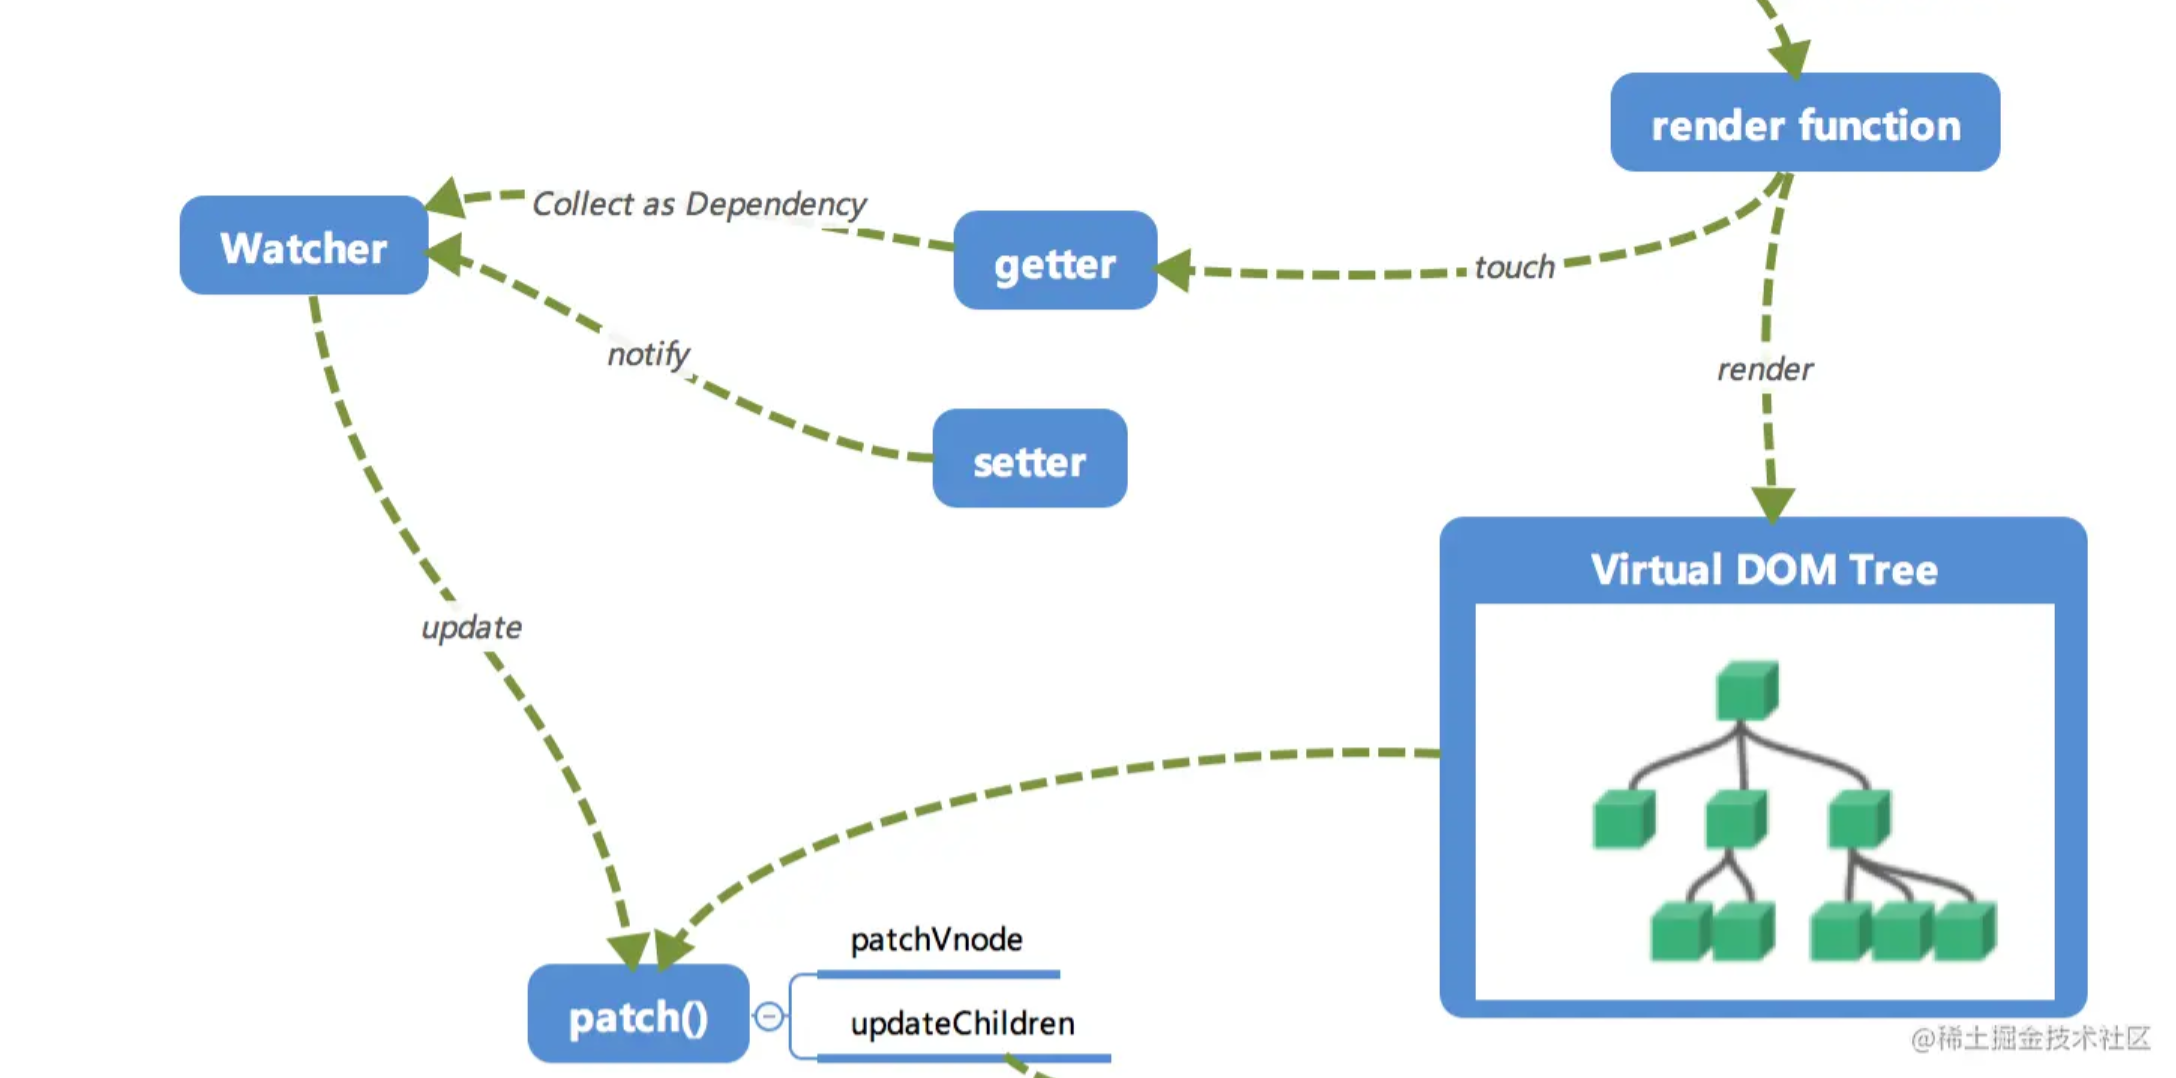 render function
Collect as Dependency
Watcher
getter
touch
notify
render
setter
Virtual DOM Tree
update
patchVnode
patch()
updateChildren
@稀土掘金技术社区